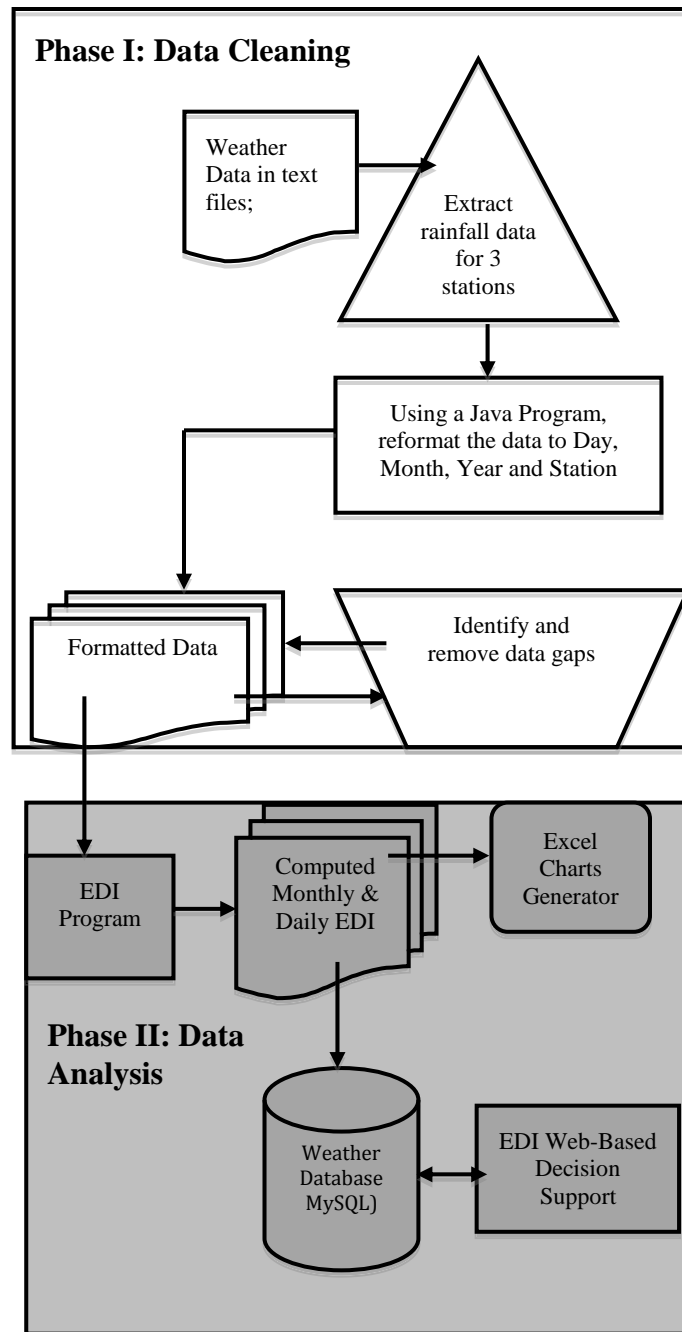 Phase I: Data Cleaning
Weather
Data in text
files;
Extract
rainfall data
for 3
stations
Using a Java Program,
reformat the data to Day,
Month, Year and Station
Formatted Data
Identify and
remove data gaps
EDI
Program
Computed
Monthly &
Daily EDI
Excel
Charts
Generator
Phase II: Data
Analysis
Weather
Database
MySQL)
EDI Web-Based
Decision
Support